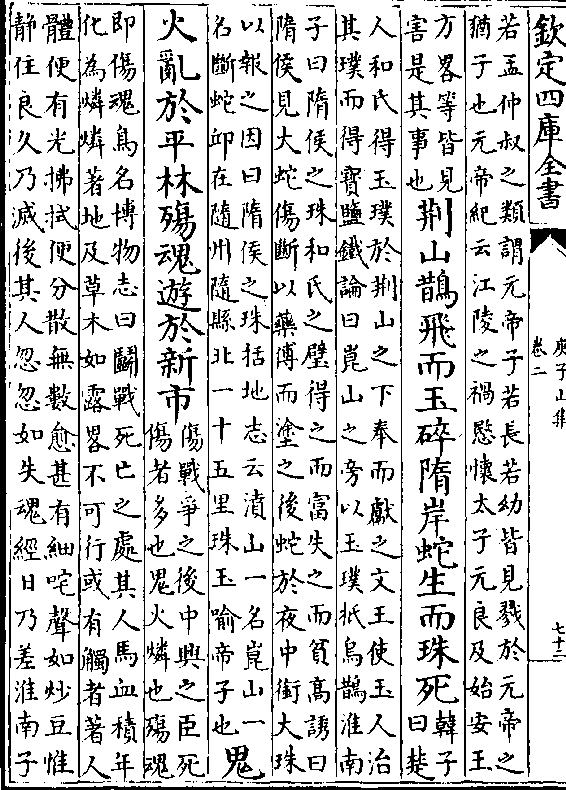 欽定四庫全書
庾子山集
卷二
七十二
若孟仲叔之類謂元帝子若長若幼皆見戮於元帝之
猶子也元帝紀云江陵之禍愍懷太子元良及始安王
方畧等皆見
害是其事也
荆山鵲飛而玉碎隋岸蛇生而珠死
韓子
曰楚
人和氏得玉璞於荆山之下奉而獻之文王使玉人治
其璞而得寶鹽鐵論曰崑山之旁以玉璞抵烏鵲淮南
子曰隋侯之珠和氏之璧得之而富失之而貧高誘曰
隋侯見大蛇傷斷以藥傅而塗之後蛇於夜中銜大珠
以報之因曰隋侯之珠括地志云濆山一名崑山一
名斷蛇邱在隨州隨縣北一十五里珠玉喻帝子也
鬼
火亂於平林殤魂遊於新市
傷戰爭之後中興之臣死
傷者多也鬼火燐也殤魂
即傷魂鳥名博物志曰鬬戰死亡之處其人馬血積年
化為燐燐著地及草木如露畧不可行或有觸者著人
體便有光拂拭便分散無數愈甚有細咤聲如炒豆惟
静住良久乃滅後其人忽忽如失魂經日乃差淮南子